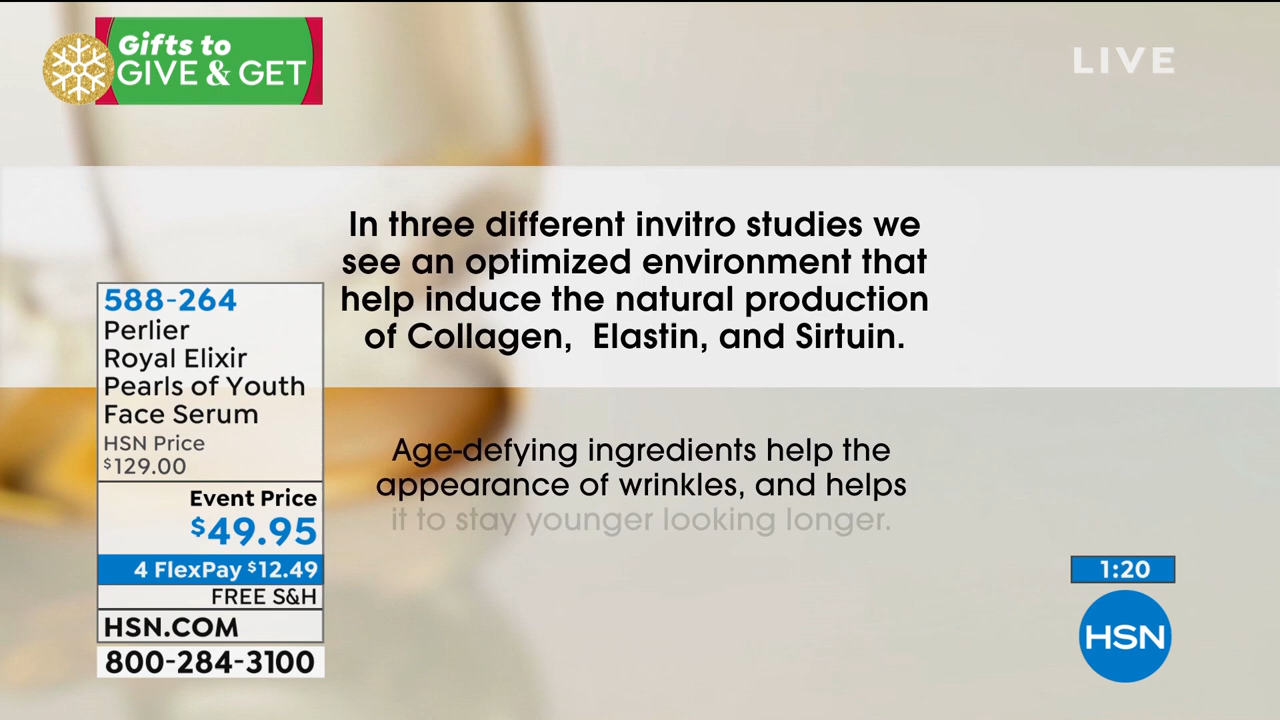 Gifts to
GIVE & GET
LIVE
In three different invitro studies we
see an optimized environment that
help induce the natural production
of Collagen,  Elastin, and Sirtuin.
Age-defying ingredients help the
appearance of wrinkles, and helps
it to stay younger looking longer.
588-264
Perlier
Royal Elixir
Pearls of Youth
Face Serum
HSN Price
$129.00
Event Price
$49.95
4 FlexPay $12.49
FREE S&H
HSN.COM
800-284-3100
1:20
HSN